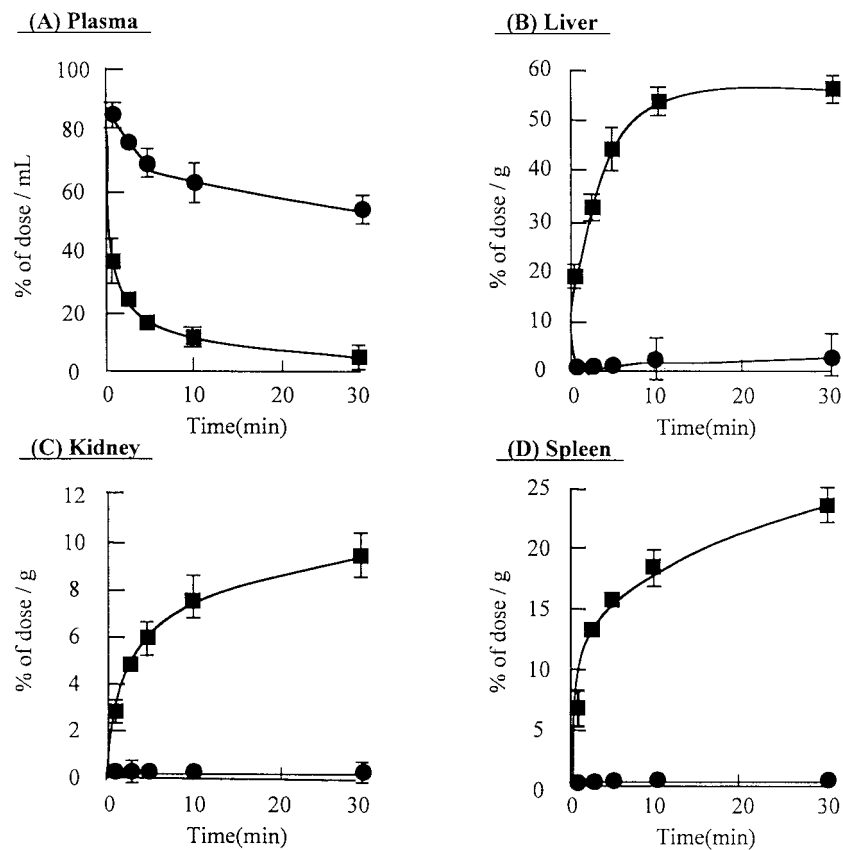 (A) Plasma
% of dose / mL
100
80
60
40
20
0
0 10 20 30
Time(min)
(B) Liver
% of dose / g
60
50
40
30
20
10
0
0 10 20 30
Time(min)
(C) Kidney
% of dose / g
12
10
8
6
4
2
0
0 10 20 30
Time(min)
(D) Spleen
% of dose / g
25
20
15
10
5
0
0 10 20 30
Time(min)